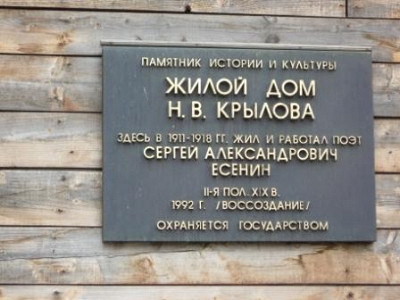 ПАМЯТНИК ИСТОРИИ И КУЛЬТУРЫ
ЖИЛОЙ ДОМ
Н. В. КРЫЛОВА
ЗДЕСЬ В 1911-1918 ГГ. ЖИЛ И РАБОТАЛ ПОЭТ
СЕРГЕЙ АЛЕКСАНДРОВИЧ
ЕСЕНИН
II-Я ПОЛ. XIX В.
1992 Г. /ВОССОЗДАНИЕ/
ОХРАНЯЕТСЯ ГОСУДАРСТВОМ